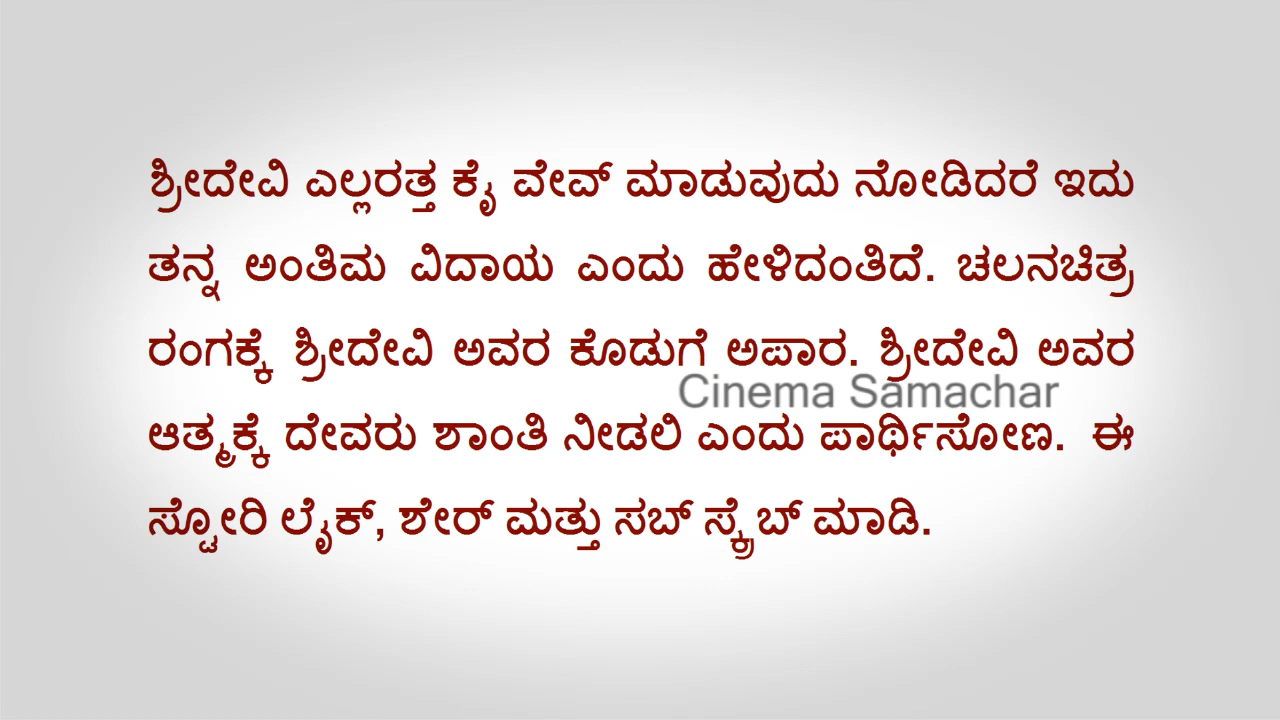 ಶ್ರೀದೇವಿ ಎಲ್ಲರತ್ತ ಕೈ ವೇವ್ ಮಾಡುವುದು ನೋಡಿದರೆ ಇದು
ತನ್ನ ಅಂತಿಮ ವಿದಾಯ ಎಂದು ಹೇಳಿದಂತಿದೆ. ಚಲನಚಿತ್ರ
ರಂಗಕ್ಕೆ ಶ್ರೀದೇವಿ ಅವರ ಕೊಡುಗೆ ಅಪಾರ. ಶ್ರೀದೇವಿ ಅವರ
Cinema Samachar
ಆತ್ಮಕ್ಕೆ ದೇವರು ಶಾಂತಿ ನೀಡಲಿ ಎಂದು ಪಾರ್ಥಿಸೋಣ. ಈ
ಸ್ಟೋರಿ ಲೈಕ್, ಶೇರ್ ಮತ್ತು ಸಬ್ ಸ್ಕ್ರೈಬ್ ಮಾಡಿ.